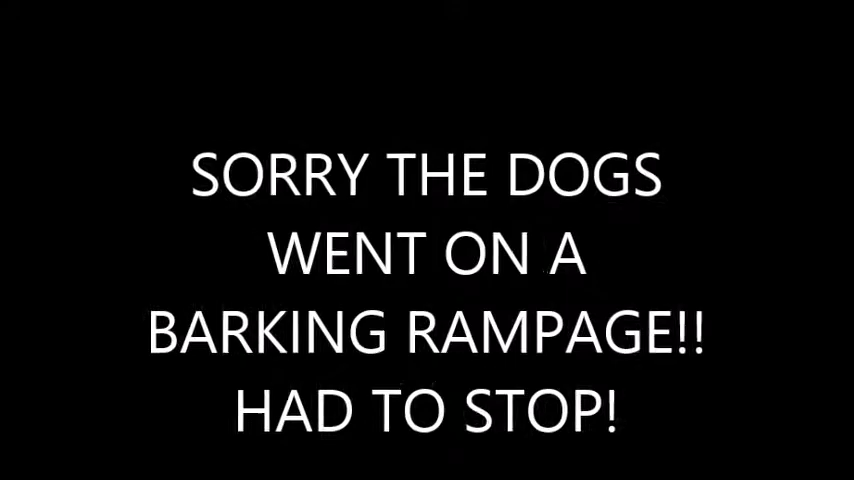 SORRY THE DOGS
WENT ON A
BARKING RAMPAGE!!
HAD TO STOP!